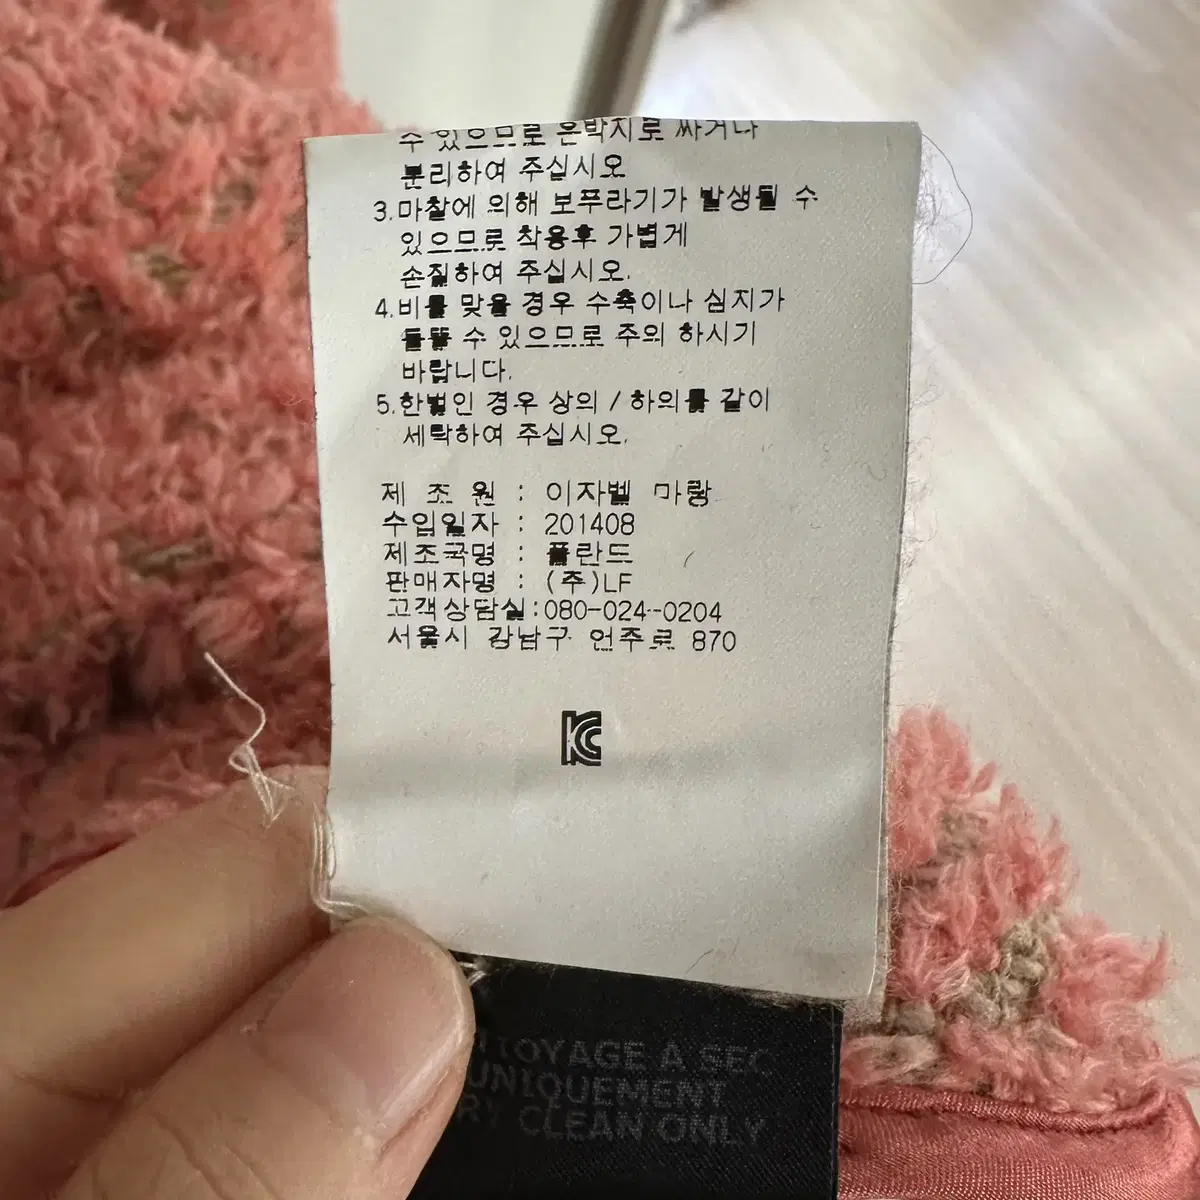 수 있으므로 은박지로 싸거나
분리하여 주십시오
3.마찰에 의해 보푸라기가 발생될 수
있으므로 착용후 가볍게
손질하여 주십시오.
4.비를 맞을 경우 수축이나 심지가
들뜰 수 있으므로 주의 하시기
바랍니다.
5.한벌인 경우 상의 / 하의를 같이
세탁하여 주십시오.
제 조 원 : 이자벨 마랑
수입일자 : 201408
제조국명 : 폴란드
판매자명 : (주)LF
고객상담실:080-024-0204
서울시 강남구 언주로 870
KC
TOYAGE A SEC
UNIQUEMENT
RY CLEAN ONLY